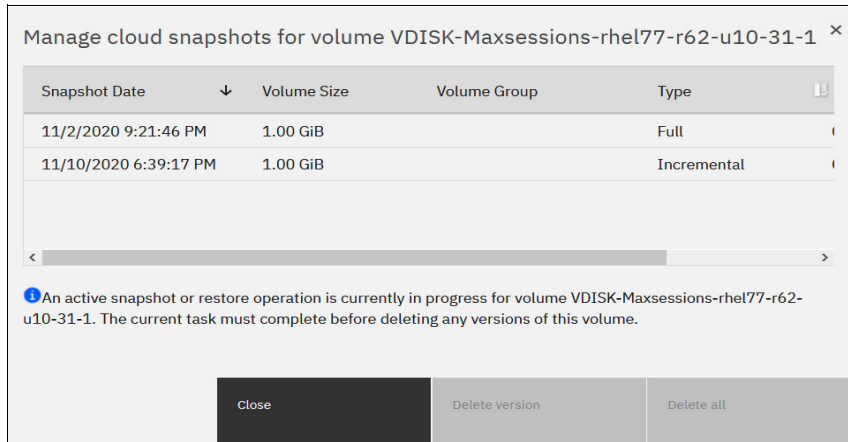 Manage cloud snapshots for volume VDISK-Maxsessions-rhel77-r62-u10-31-1
Snapshot Date Volume Size Volume Group Type
11/2/2020 9:21:46 PM 1.00 GiB Full
11/10/2020 6:39:17 PM 1.00 GiB Incremental
An active snapshot or restore operation is currently in progress for volume VDISK-Maxsessions-rhel77-r62-
u10-31-1. The current task must complete before deleting any versions of this volume.
Close Delete version Delete all